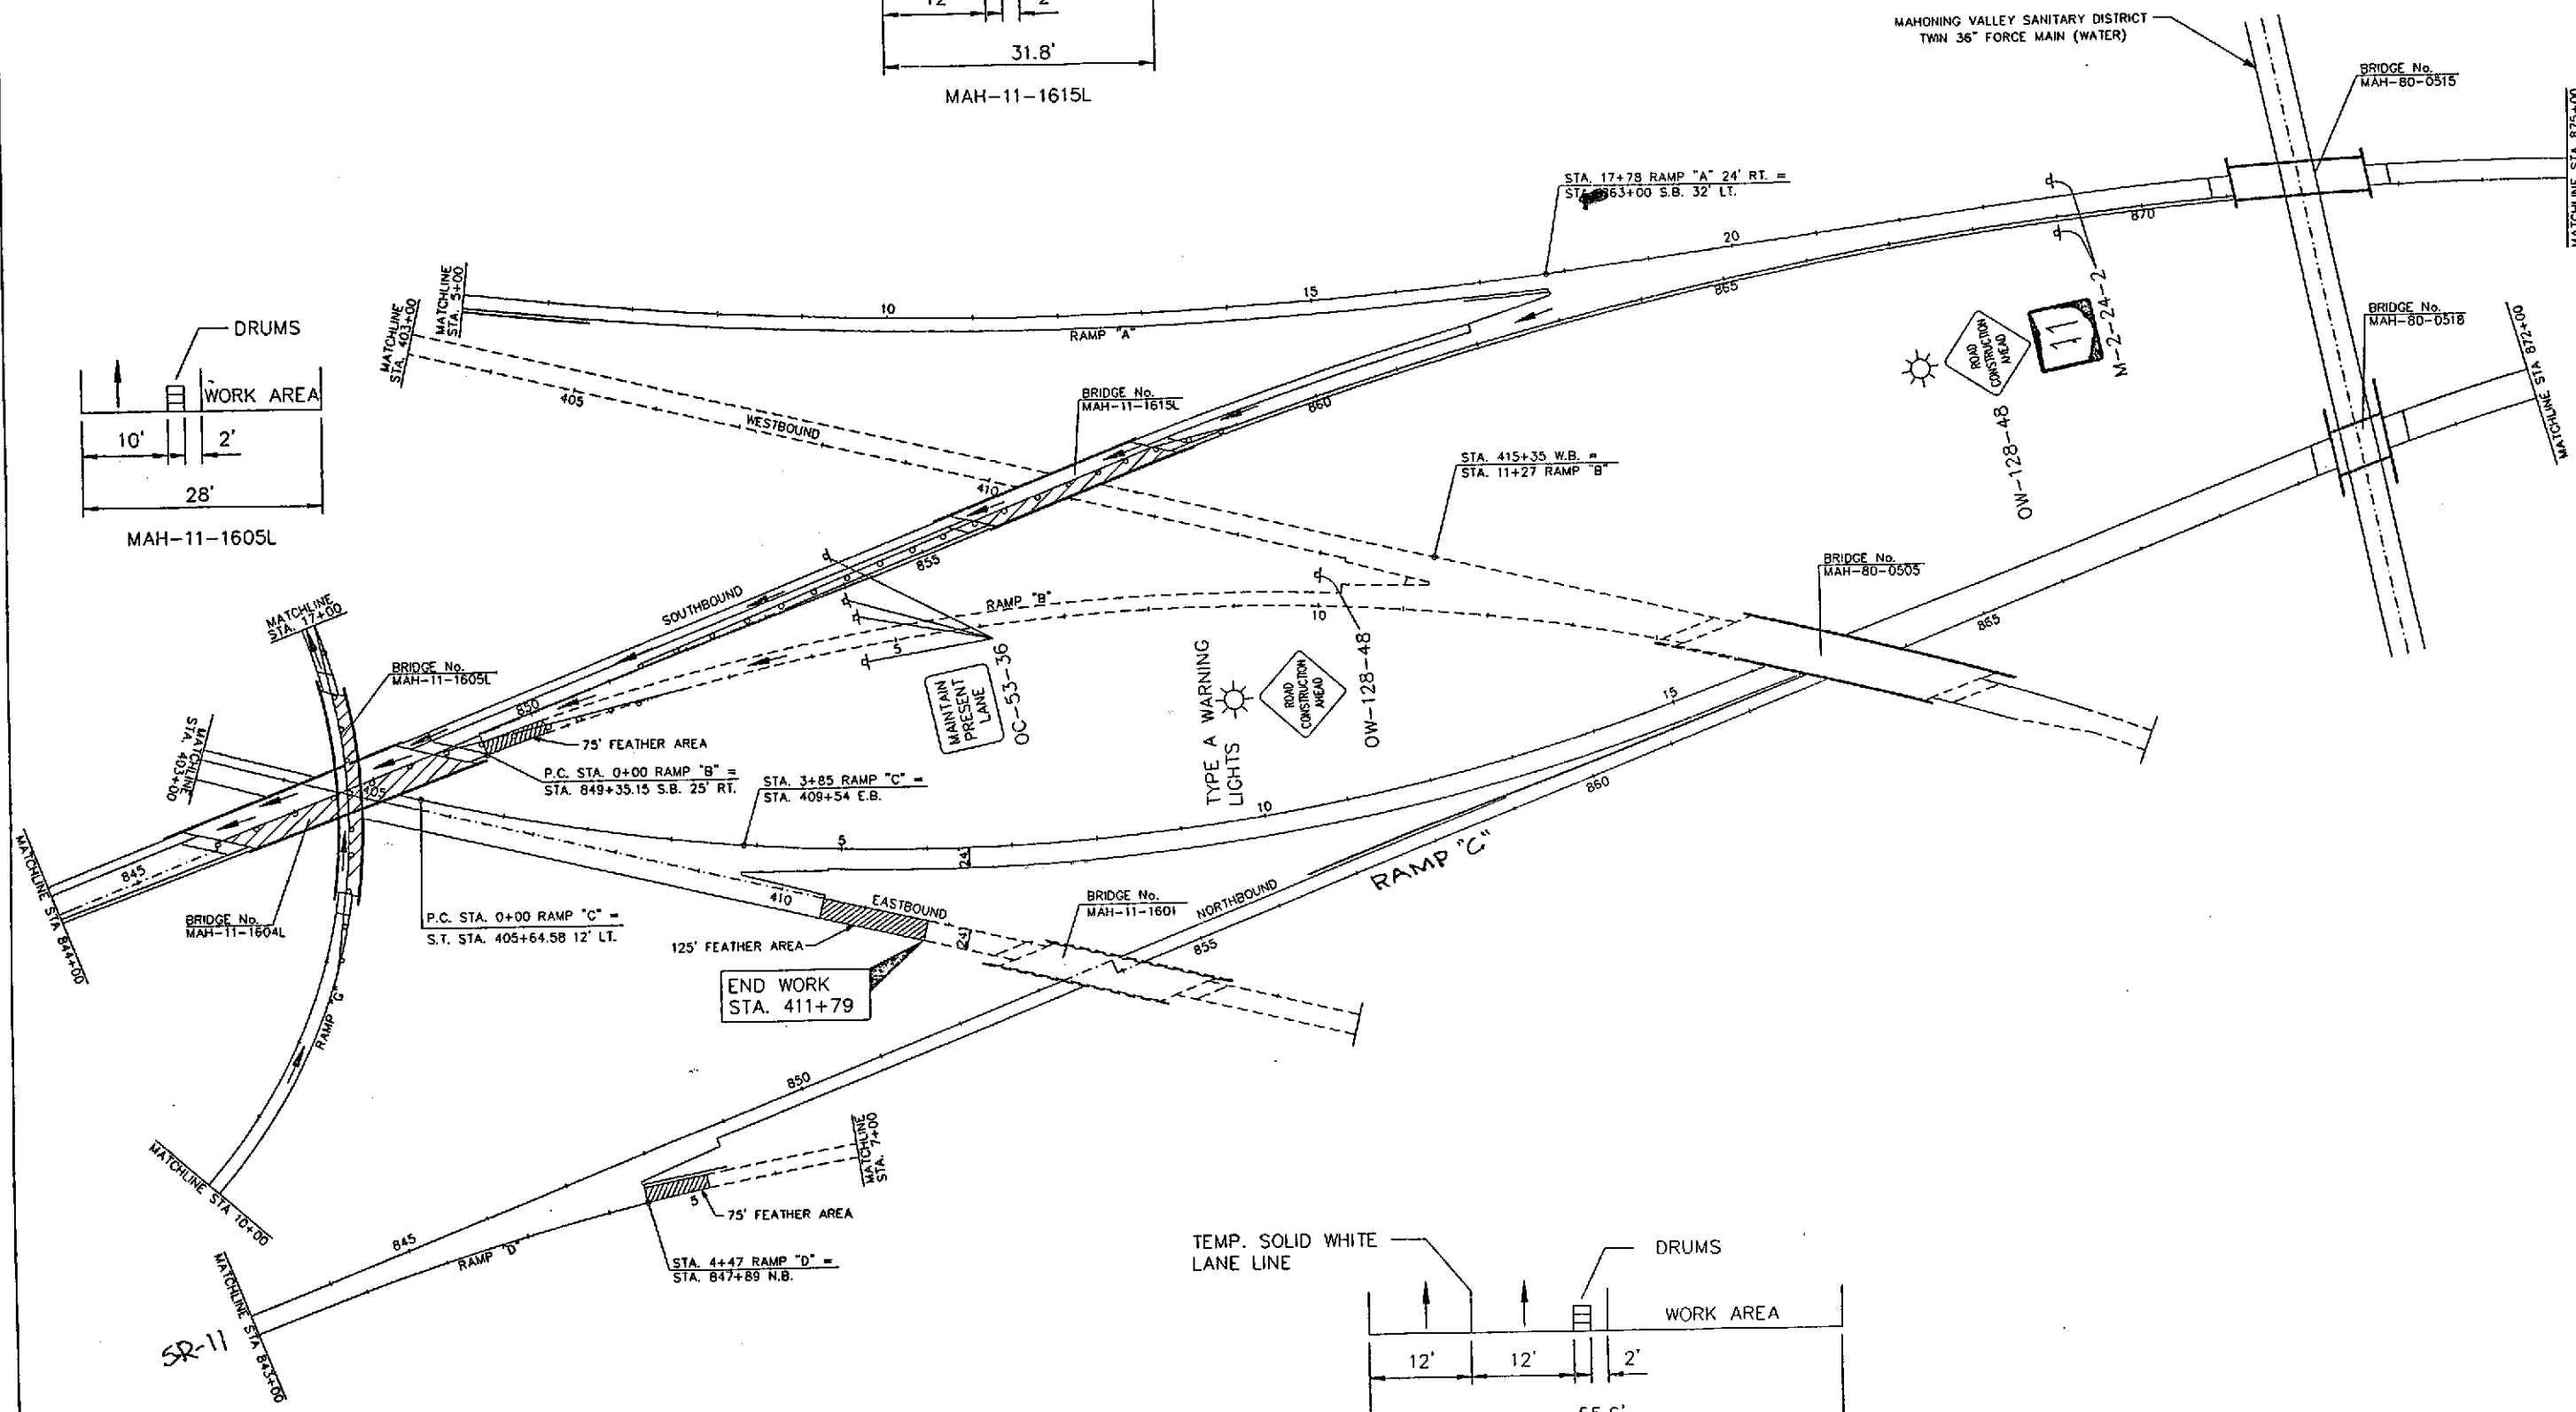 2'
31.8'
MAH-11-1615L
MAHONING VALLEY SANITARY DISTRICT
TWIN 36" FORCE MAIN (WATER)
BRIDGE No.
MAH-80-0515
MATCHLINE STA 875+00
STA. 17+78 RAMP "A" 24' RT. =
63+00 S.B. 32' LT.
20
870
865
MATCHLINE
STA. 5+00
MATCHLINE
STA. 403+00
10
15
RAMP "A"
405
WESTBOUND
BRIDGE No.
MAH-11-1615L
860
410
855
DRUMS
WORK AREA
10'
2'
28'
MAH-11-1605L
ROAD
CONSTRUCTION
AHEAD
11
M-2-24-2
OW-128-48
BRIDGE No.
MAH-80-0518
MATCHLINE STA 872+00
STA. 415+35 W.B. =
STA. 11+27 RAMP "B"
BRIDGE No.
MAH-80-0505
865
SOUTHBOUND
RAMP "B"
10
5
MATCHLINE
STA. 17+00
BRIDGE No.
MAH-11-1605L
850
MAINTAIN
PRESENT
LANE
OC-53-36
TYPE A WARNING
LIGHTS
ROAD
CONSTRUCTION
AHEAD
OW-128-48
15
860
MATCHLINE
STA. 403+00
75' FEATHER AREA
P.C. STA. 0+00 RAMP "B" =
STA. 849+35.15 S.B. 25' RT.
STA. 3+85 RAMP "C" =
STA. 409+54 E.B.
405
10
5
24'
RAMP "C"
MATCHLINE STA 844+00
845
BRIDGE No.
MAH-11-1604L
P.C. STA. 0+00 RAMP "C" =
S.T. STA. 405+64.58 12' LT.
410
EASTBOUND
24'
125' FEATHER AREA
BRIDGE No.
MAH-11-1601
NORTHBOUND
855
END WORK
STA. 411+79
RAMP "G"
850
MATCHLINE
STA. 7+00
MATCHLINE STA 10+00
5
75' FEATHER AREA
845
RAMP "D"
STA. 4+47 RAMP "D" =
STA. 847+89 N.B.
MATCHLINE STA 843+00
SR-11
TEMP. SOLID WHITE
LANE LINE
DRUMS
WORK AREA
12'
12'
2'